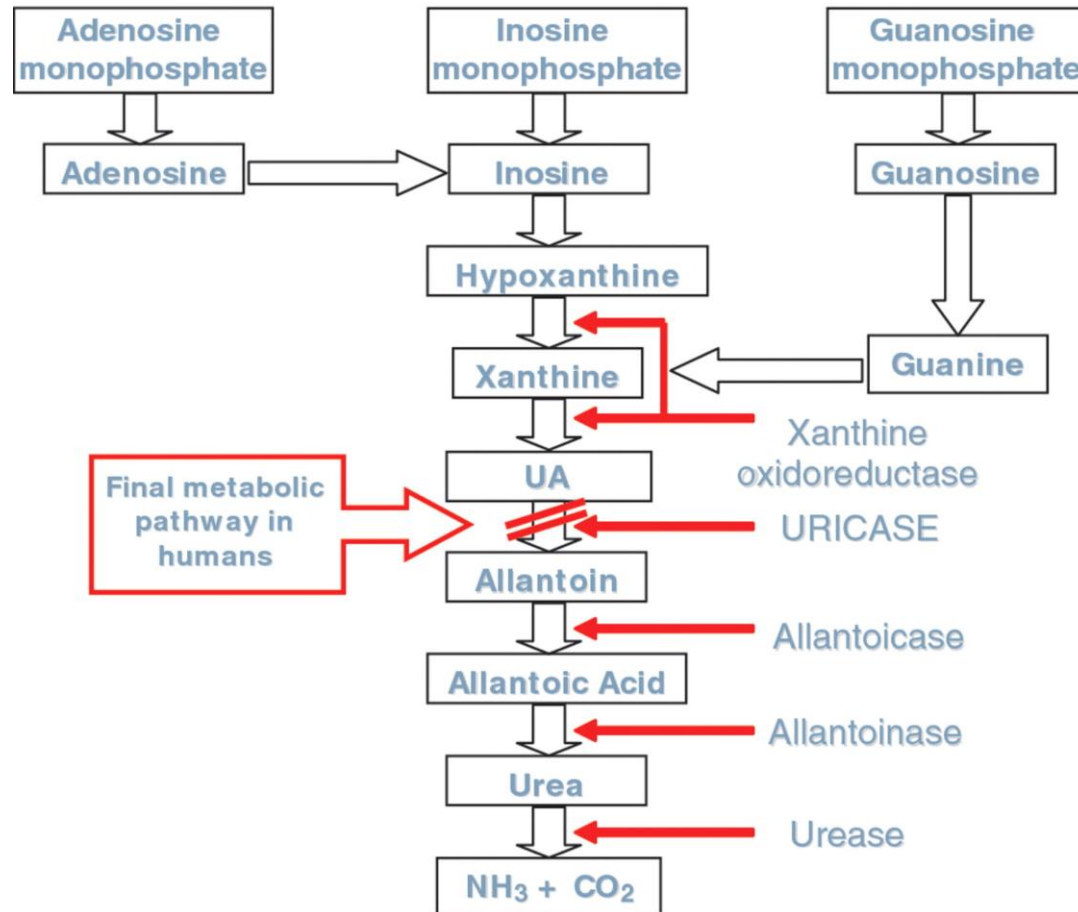 Adenosine
monophosphate
Inosine
monophosphate
Guanosine
monophosphate
Adenosine
Inosine
Guanosine
Hypoxanthine
Xanthine
Guanine
Xanthine
oxidoreductase
UA
Final metabolic
pathway in
humans
URICASE
Allantoin
Allantoicase
Allantoic Acid
Allantoinase
Urea
Urease
NH₃ + CO₂